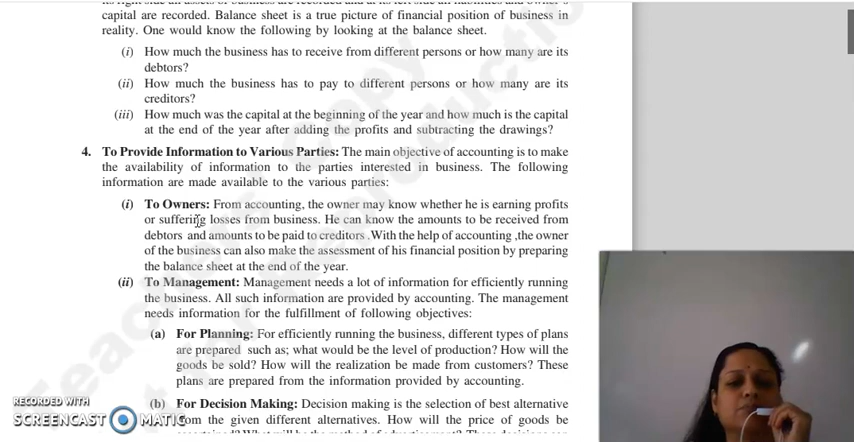 capital are recorded. Balance sheet is a true picture of financial position of business in
reality. One would know the following by looking at the balance sheet.
(i) How much the business has to receive from different persons or how many are its
debtors?
(ii) How much the business has to pay to different persons or how many are its
creditors?
(iii) How much was the capital at the beginning of the year and how much is the capital
at the end of the year after adding the profits and subtracting the drawings?
4. To Provide Information to Various Parties: The main objective of accounting is to make
the availability of information to the parties interested in business. The following
information are made available to the various parties:
(i) To Owners: From accounting, the owner may know whether he is earning profits
or suffering losses from business. He can know the amounts to be received from
debtors and amounts to be paid to creditors .With the help of accounting ,the owner
of the business can also make the assessment of his financial position by preparing
the balance sheet at the end of the year.
(ii) To Management: Management needs a lot of information for efficiently running
the business. All such information are provided by accounting. The management
needs information for the fulfillment of following objectives:
(a) For Planning: For efficiently running the business, different types of plans
are prepared such as; what would be the level of production? How will the
goods be sold? How will the realization be made from customers? These
plans are prepared from the information provided by accounting.
(b) For Decision Making: Decision making is the selection of best alternative
from the given different alternatives. How will the price of goods be
RECORDED WITH
SCREENCAST MATIC